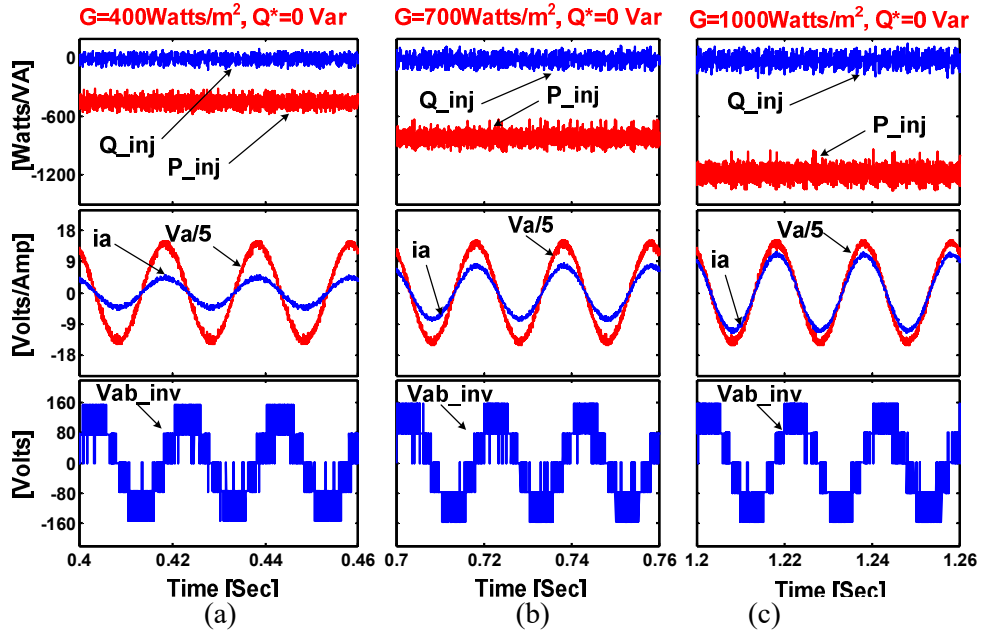 G=400Watts/m², Q*=0 Var
G=700Watts/m², Q*=0 Var
G=1000Watts/m², Q*=0 Var
[Watts/VA]
0
-600
-1200
Q_inj
P_inj
P_inj
Q_inj
Q_inj
P_inj
[Volts/Amp]
18
9
0
-9
-18
ia
Va/5
ia
Va/5
ia
Va/5
[Volts]
160
80
0
-80
-160
Vab_inv
Vab_inv
Vab_inv
0.4
0.42
0.44
0.46
0.7
0.72
0.74
0.76
1.2
1.22
1.24
1.26
Time [Sec]
Time [Sec]
Time [Sec]
(a)
(b)
(c)